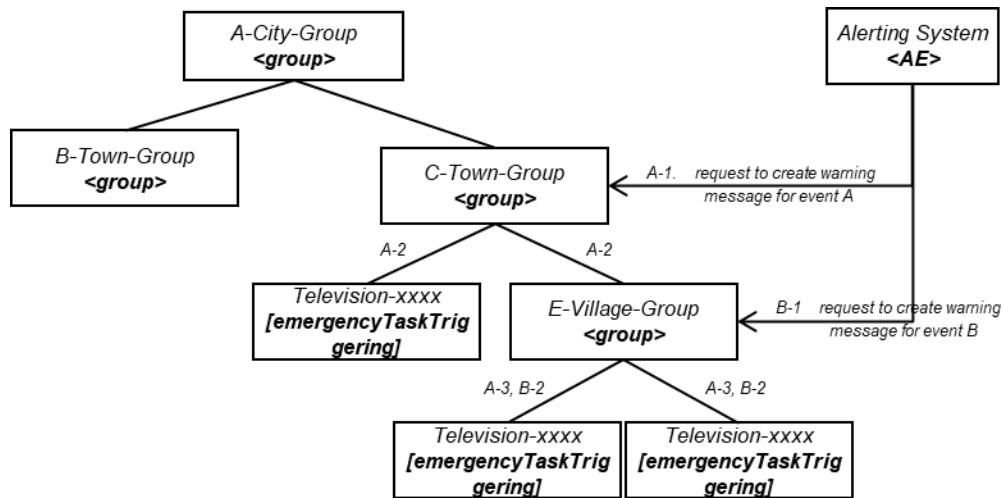 A-City-Group
<group>
Alerting System
<AE>
B-Town-Group
<group>
C-Town-Group
<group>
A-1. request to create warning
message for event A
A-2
A-2
Television-xxxx
[emergencyTaskTrig
gering]
E-Village-Group
<group>
B-1 request to create warning
message for event B
A-3, B-2
A-3, B-2
Television-xxxx
[emergencyTaskTrig
gering]
Television-xxxx
[emergencyTaskTrig
gering]